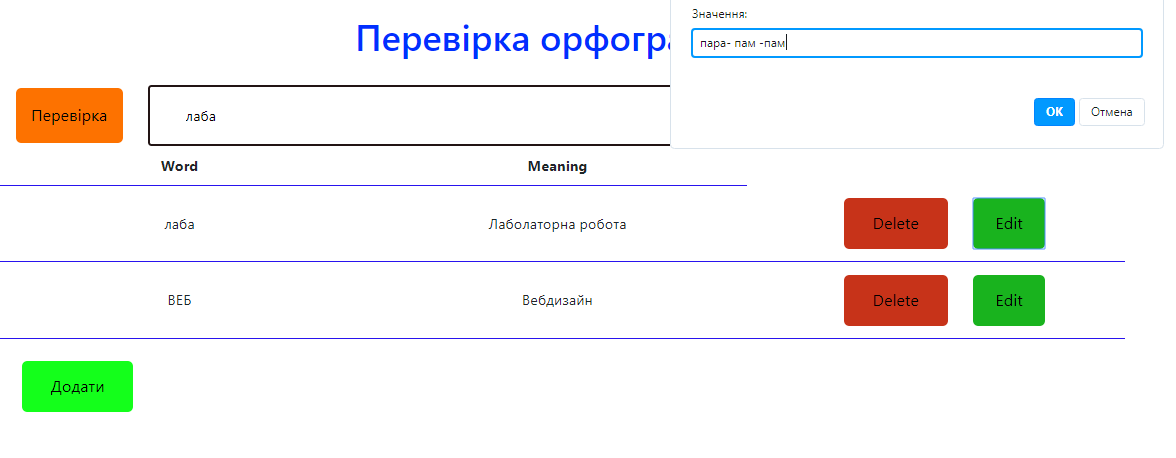 Значення:
Перевірка орфогра
пара- пам -пам
Перевірка
лаба
OK
Отмена
Word Meaning
лаба Лаболаторна робота Delete Edit
ВЕБ Вебдизайн Delete Edit
Додати